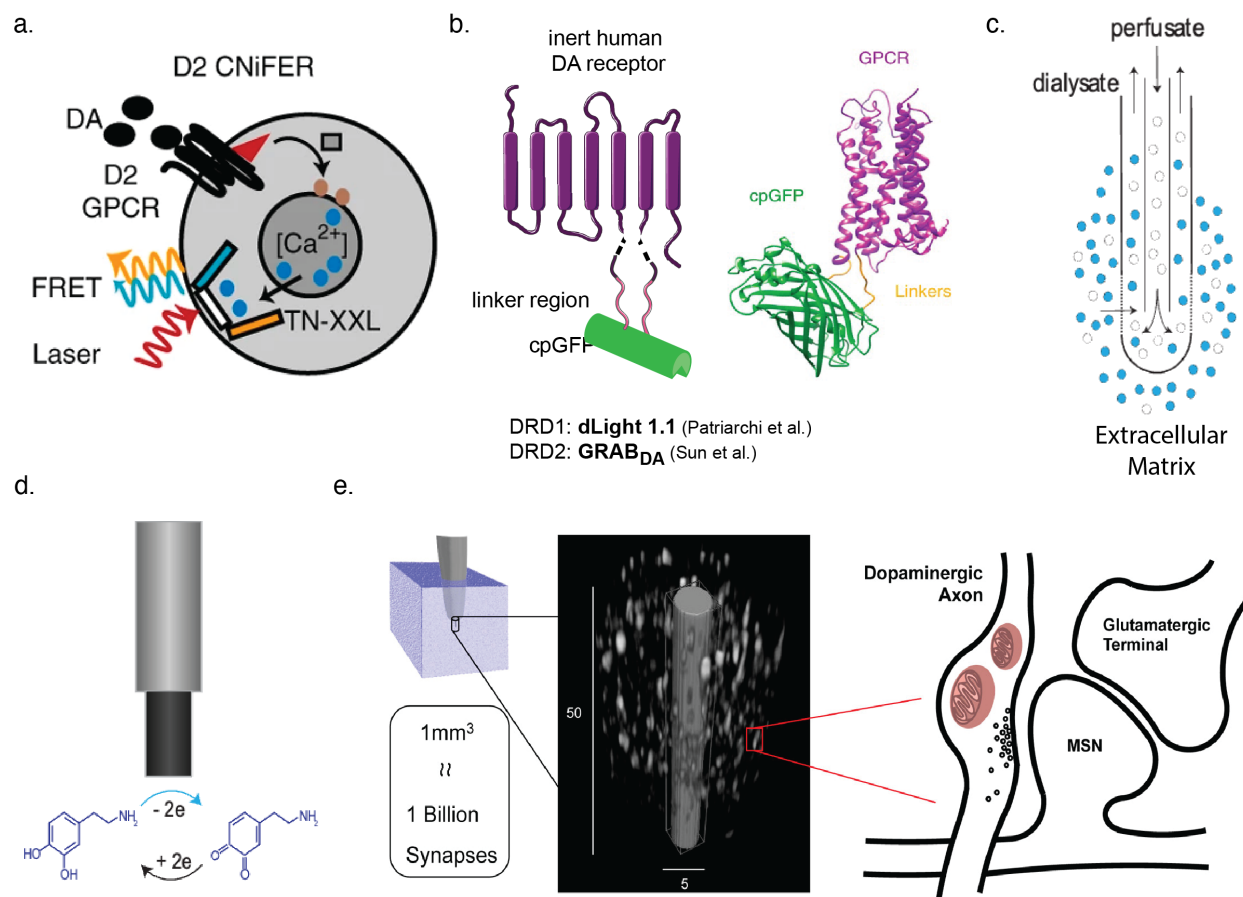 a.
D2 CNiFER
DA
D2
GPCR
[Ca2+]
FRET
TN-XXL
Laser
b.
inert human
DA receptor
GPCR
cpGFP
linker region
Linkers
cpGFP
DRD1: dLight 1.1 (Patriarchi et al.)
DRD2: GRABDA (Sun et al.)
c.
perfusate
dialysate
Extracellular
Matrix
d.
- 2e
NH2
NH2
HO
OH
+ 2e
O
O
e.
1mm3
≈
1 Billion
Synapses
50
5
Dopaminergic
Axon
Glutamatergic
Terminal
MSN